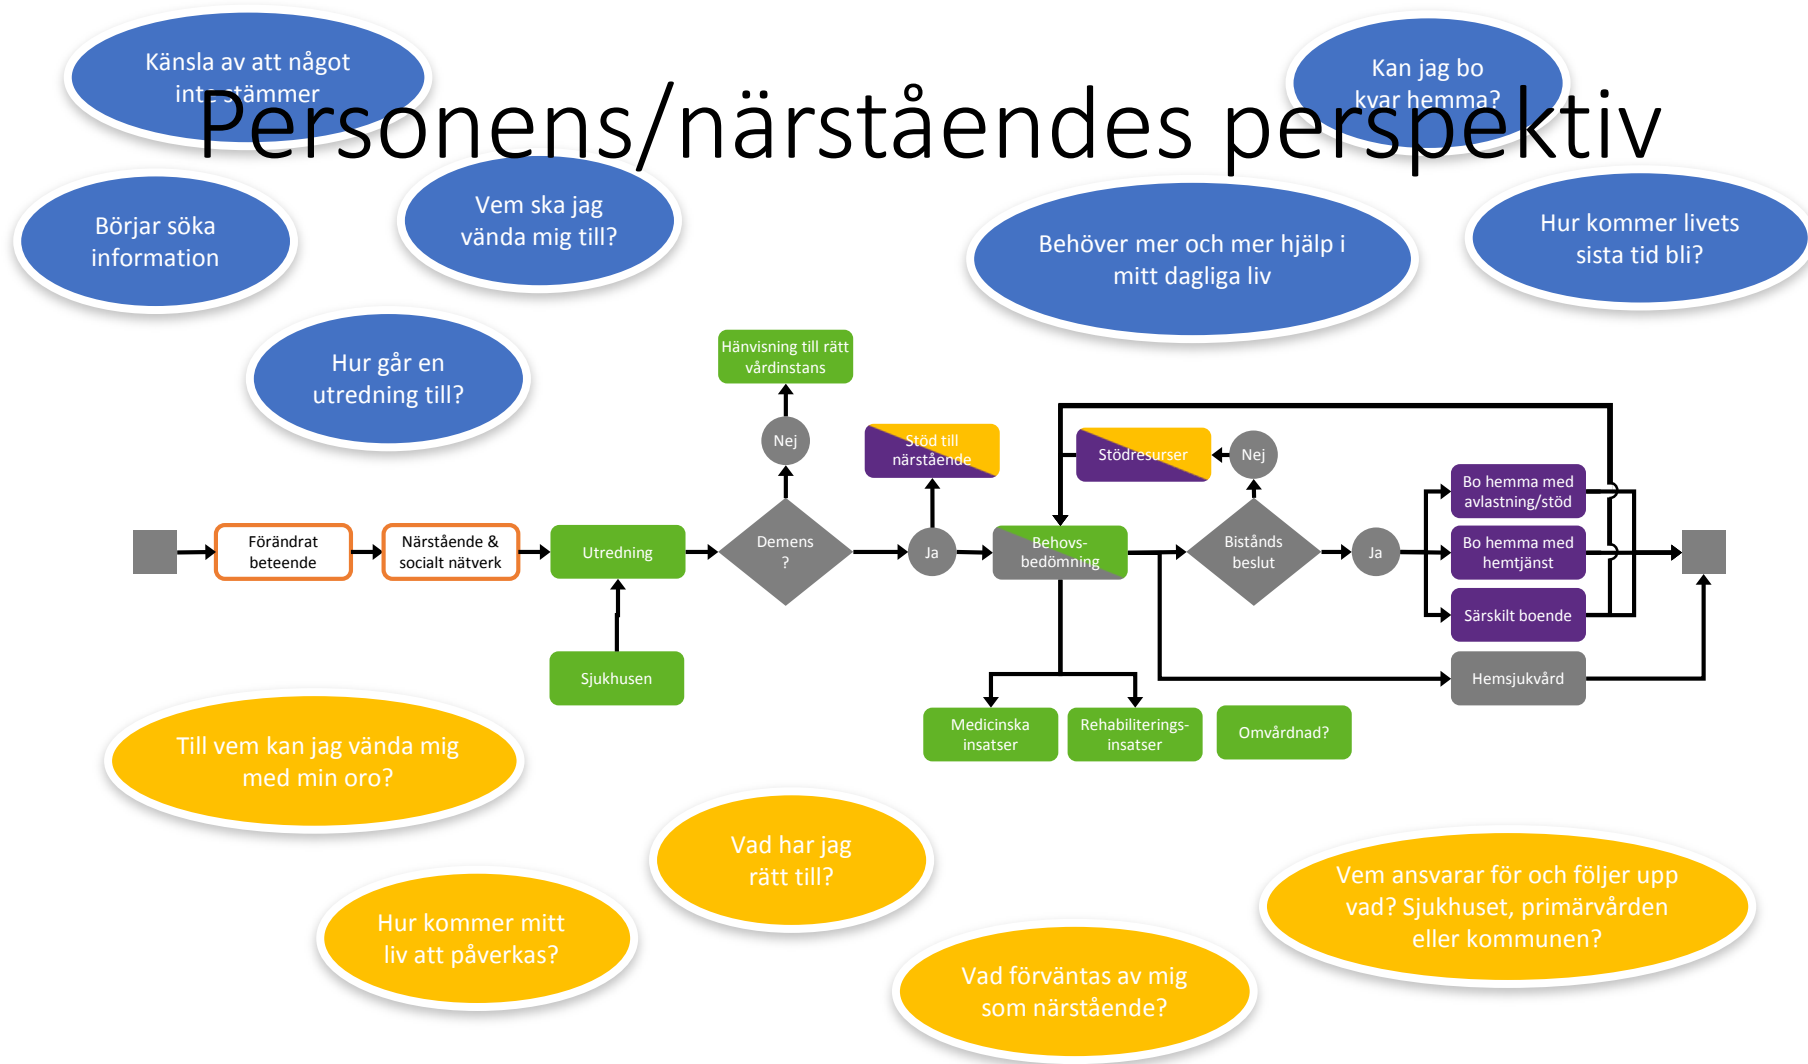 Känsla av att något
inte stämmer
Kan jag bo
kvar hemma?
Personens/närståendes perspektiv
Börjar söka
information
Vem ska jag
vända mig till?
Behöver mer och mer hjälp i
mitt dagliga liv
Hur kommer livets
sista tid bli?
Hur går en
utredning till?
Hänvisning till rätt
vårdinstans
Nej
Stöd till
närstående
Stödresurser
Nej
Bo hemma med
avlastning/stöd
Förändrat
beteende
Närstående &
socialt nätverk
Utredning
Demens
?
Ja
Behovs-
bedömning
Bistånds
beslut
Ja
Bo hemma med
hemtjänst
Särskilt boende
Sjukhusen
Hemsjukvård
Medicinska
insatser
Rehabiliterings-
insatser
Omvårdnad?
Till vem kan jag vända mig
med min oro?
Vad har jag
rätt till?
Hur kommer mitt
liv att påverkas?
Vem ansvarar för och följer upp
vad? Sjukhuset, primärvården
eller kommunen?
Vad förväntas av mig
som närstående?